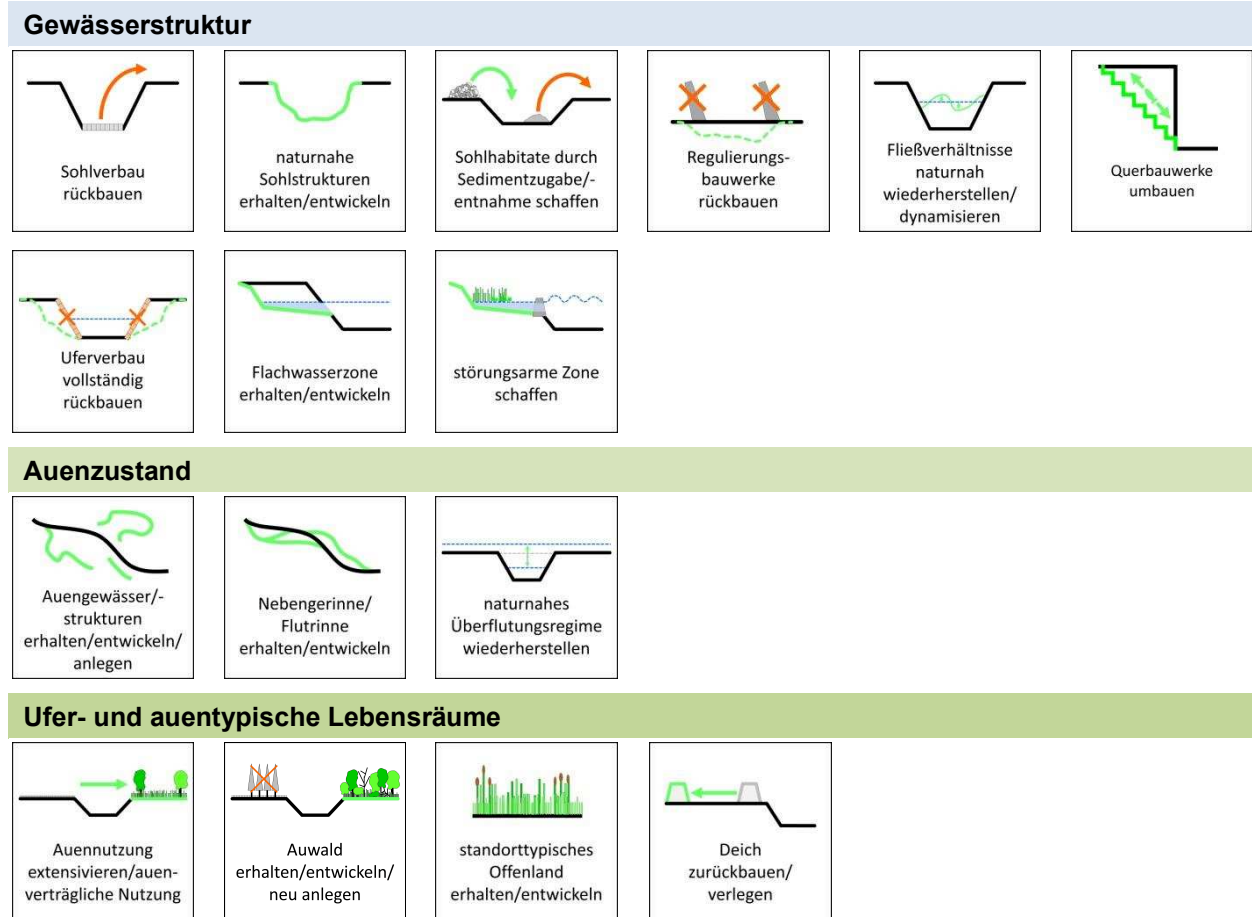 Gewässerstruktur
Sohlverbau
rückbauen
naturnahe
Sohlstrukturen
erhalten/entwickeln
Sohlhabitate durch
Sedimentzugabe/-
entnahme schaffen
Regulierungs-
bauwerke
rückbauen
Fließverhältnisse
naturnah
wiederherstellen/
dynamisieren
Querbauwerke
umbauen
Uferverbau
vollständig
rückbauen
Flachwasserzone
erhalten/entwickeln
störungsarme Zone
schaffen
Auenzustand
Auengewässer/-
strukturen
erhalten/entwickeln/
anlegen
Nebengerinne/
Flutrinne
erhalten/entwickeln
naturnahes
Überflutungsregime
wiederherstellen
Ufer- und auentypische Lebensräume
Auennutzung
extensivieren/auen-
verträgliche Nutzung
Auwald
erhalten/entwickeln/
neu anlegen
standorttypisches
Offenland
erhalten/entwickeln
Deich
zurückbauen/
verlegen